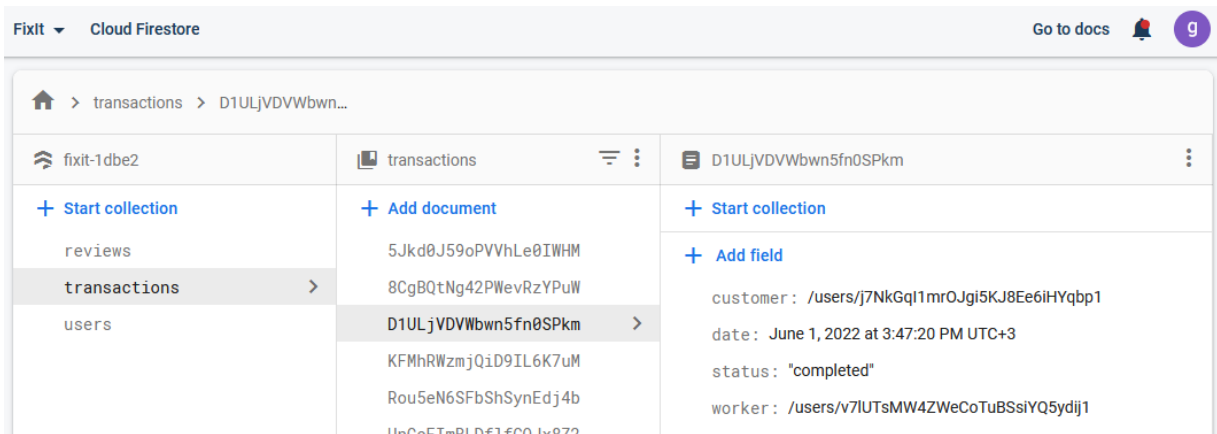 FixIt Cloud Firestore Go to docs g
transactions D1ULjVDVWbwn…
fixit-1dbe2
Start collection
reviews
transactions
users
transactions
Add document
5Jkd0J59oPVVhLe0IWHM
8CgBQtNg42PWevRzYPuW
D1ULjVDVWbwn5fn0SPkm
KFMhRWzmjQiD9IL6K7uM
Rou5eN6SFbShSynEdj4b
D1ULjVDVWbwn5fn0SPkm
Start collection
Add field
customer: /users/j7NkGqI1mrOJgi5KJ8Ee6iHYqbp1
date: June 1, 2022 at 3:47:20 PM UTC+3
status: "completed"
worker: /users/v7lUTsMW4ZWeCoTuBSsiYQ5ydij1